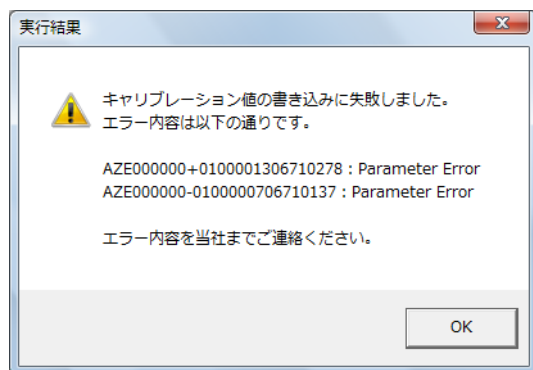 実行結果
キャリブレーション値の書き込みに失敗しました。
エラー内容は以下の通りです。
AZE000000+0100001306710278 : Parameter Error
AZE000000-0100000706710137 : Parameter Error
エラー内容を当社までご連絡ください。
OK